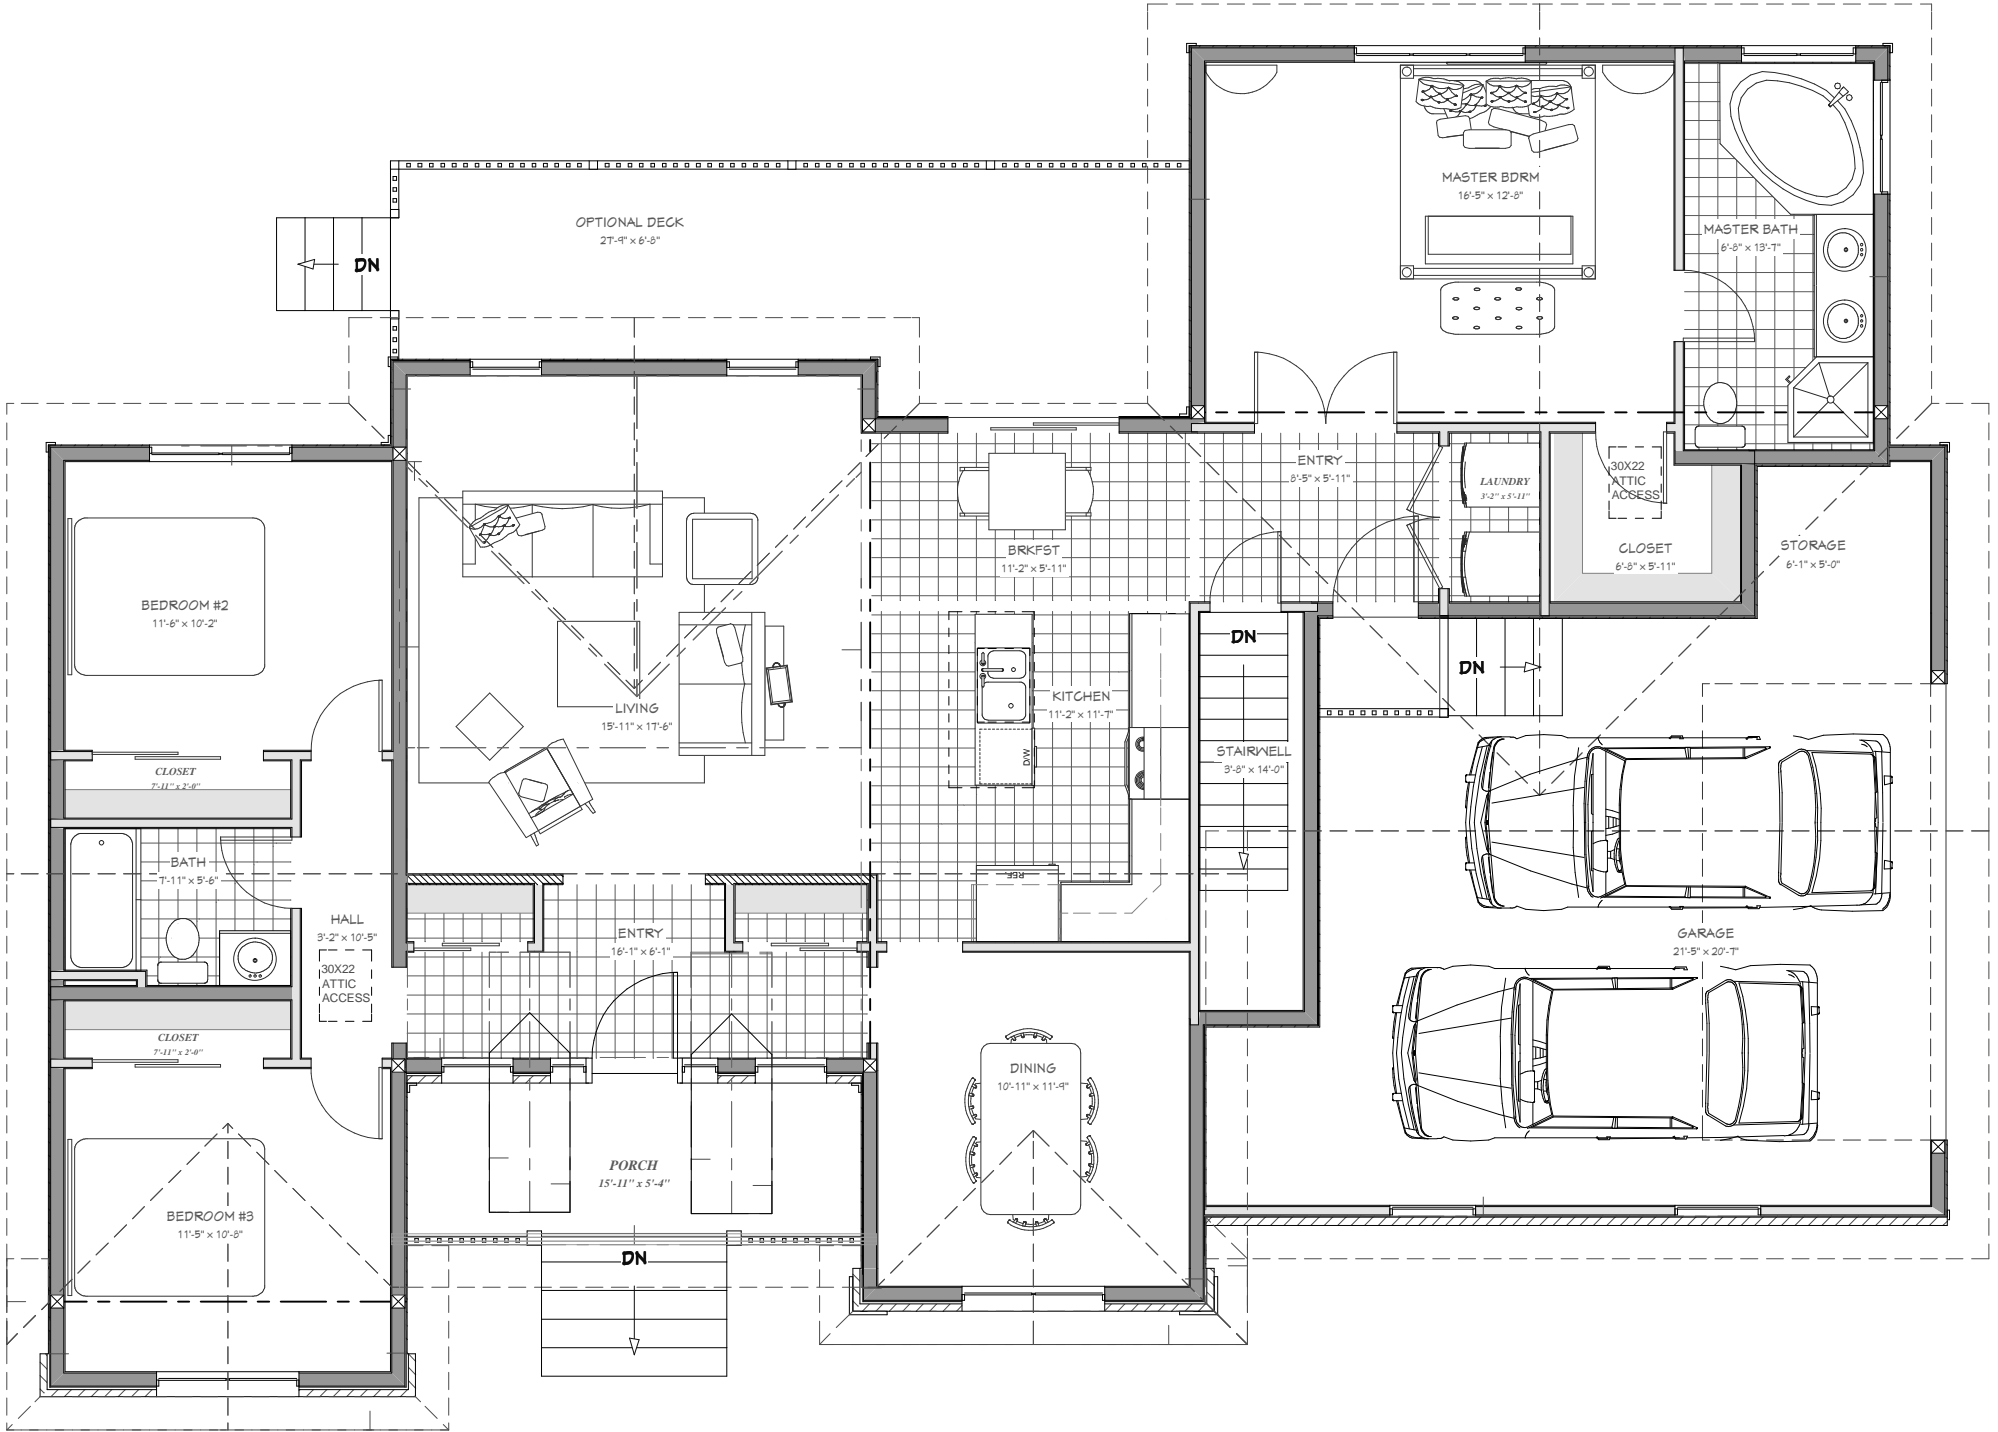 MASTER BDRM
16'-5" x 12'-8"
OPTIONAL DECK
27'-9" x 6'-8"
DN
MASTER BATH
6'-8" x 13'-7"
ENTRY
8'-5" x 5'-11"
LAUNDRY
3'-2" x 5'-11"
30X22
ATTIC
ACCESS
BRKFST
11'-2" x 5'-11"
CLOSET
6'-8" x 5'-11"
STORAGE
6'-1" x 5'-0"
BEDROOM #2
11'-6" x 10'-2"
DN
DN
LIVING
15'-11" x 17'-6"
KITCHEN
11'-2" x 11'-7"
D/W
STAIRWELL
3'-8" x 14'-0"
CLOSET
7'-11" x 2'-0"
BATH
7'-11" x 5'-6"
REF.
HALL
3'-2" x 10'-5"
ENTRY
16'-1" x 6'-1"
GARAGE
21'-5" x 20'-7"
30X22
ATTIC
ACCESS
CLOSET
7'-11" x 2'-0"
DINING
10'-11" x 11'-9"
PORCH
15'-11" x 5'-4"
BEDROOM #3
11'-5" x 10'-8"
DN